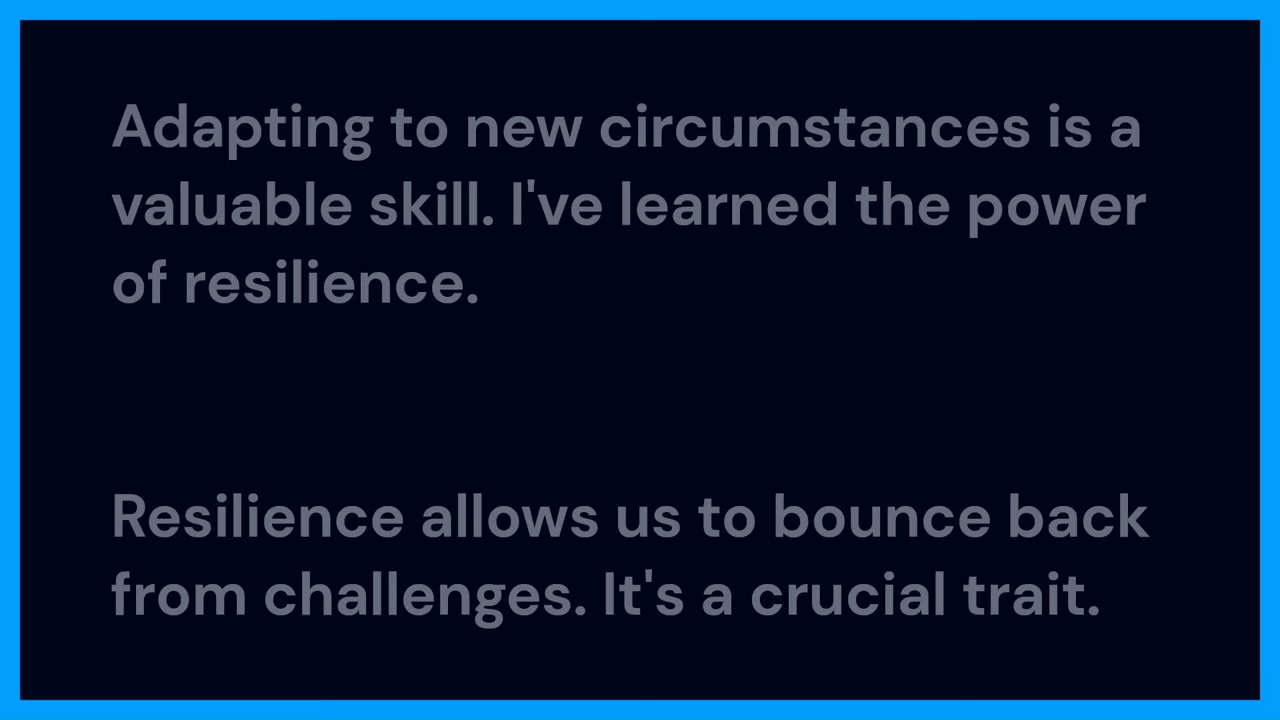 Adapting to new circumstances is a
valuable skill. I've learned the power
of resilience.
Resilience allows us to bounce back
from challenges. It's a crucial trait.